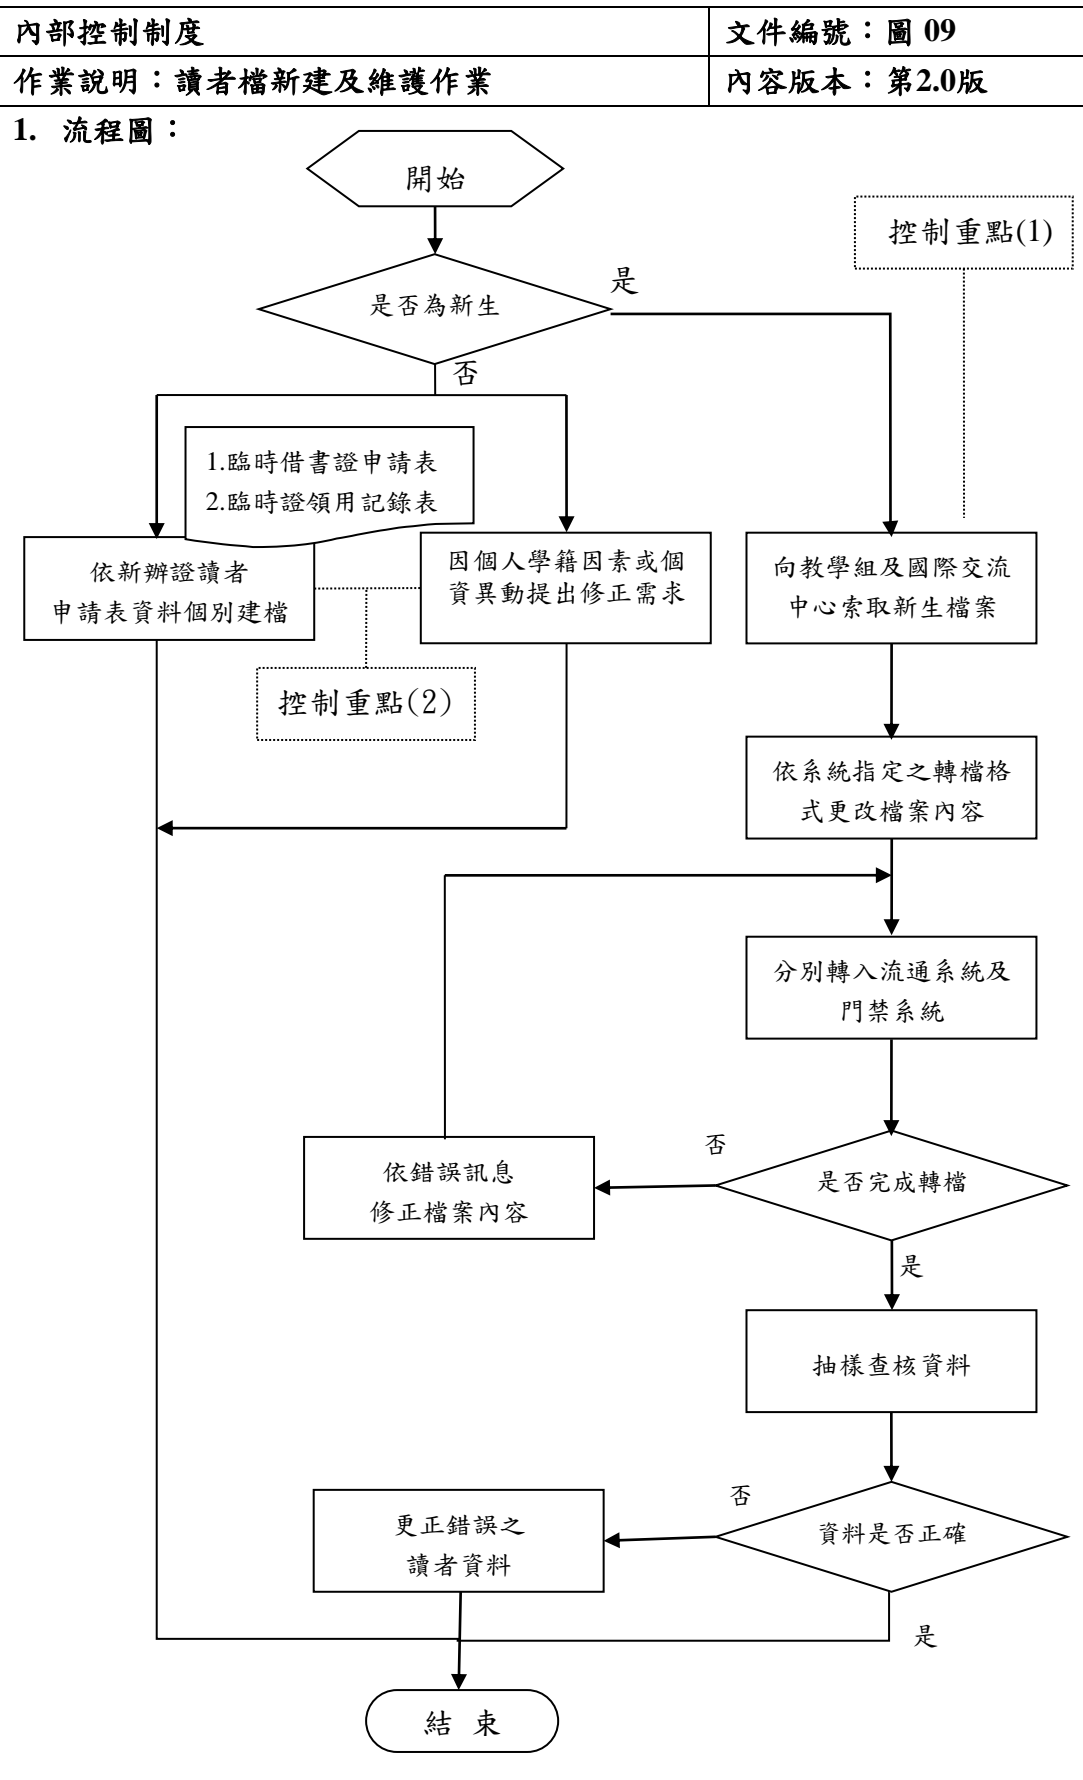 內部控制制度
文件編號：圖 09
作業說明：讀者檔新建及維護作業
內容版本：第2.0版
1. 流程圖：
開始
控制重點(1)
是否為新生
是
否
1.臨時借書證申請表
2.臨時證領用記錄表
依新辦證讀者
申請表資料個別建檔
因個人學籍因素或個
資異動提出修正需求
向教學組及國際交流
中心索取新生檔案
控制重點(2)
依系統指定之轉檔格
式更改檔案內容
分別轉入流通系統及
門禁系統
否
是否完成轉檔
依錯誤訊息
修正檔案內容
是
抽樣查核資料
否
資料是否正確
更正錯誤之
讀者資料
是
結 束